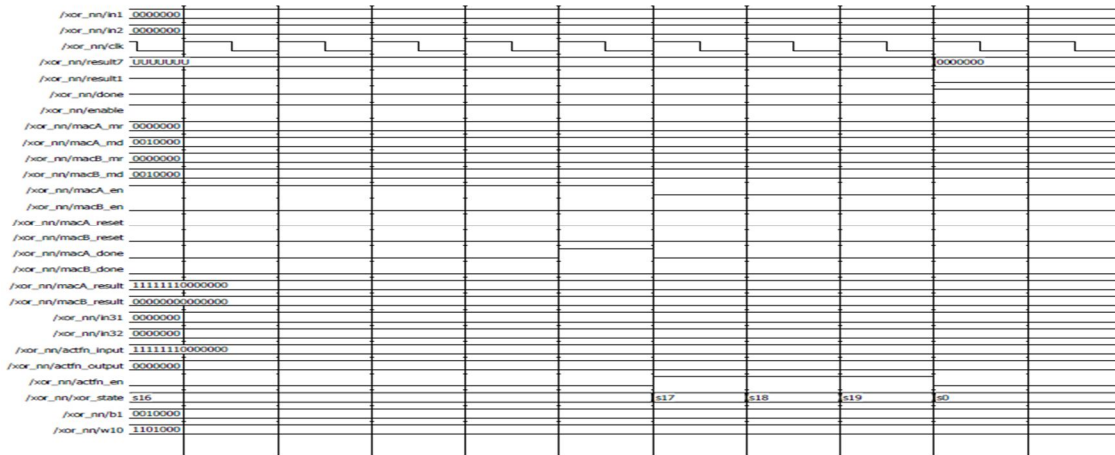 /xor_nn/in1 0000000
/xor_nn/in2 0000000
/xor_nn/clk
/xor_nn/result7 UUUUUUU 0000000
/xor_nn/result1
/xor_nn/done
/xor_nn/enable
/xor_nn/macA_mr 0000000
/xor_nn/macA_md 0010000
/xor_nn/macB_mr 0000000
/xor_nn/macB_md 0010000
/xor_nn/macA_en
/xor_nn/macB_en
/xor_nn/macA_reset
/xor_nn/macB_reset
/xor_nn/macA_done
/xor_nn/macB_done
/xor_nn/macA_result 11111110000000
/xor_nn/macB_result 00000000000000
/xor_nn/in31 0000000
/xor_nn/in32 0000000
/xor_nn/actfn_input 11111110000000
/xor_nn/actfn_output 0000000
/xor_nn/actfn_en
/xor_nn/xor_state s16 s17 s18 s19 s0
/xor_nn/b1 0010000
/xor_nn/w10 1101000